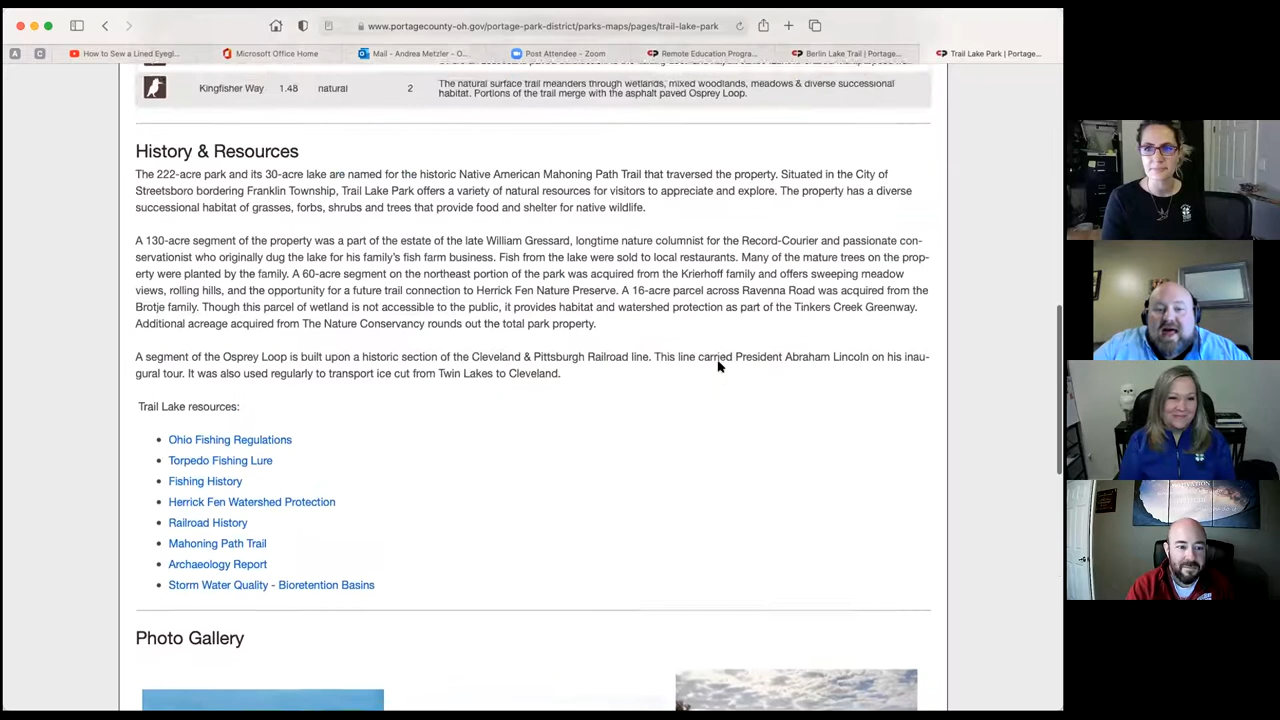 www.portagecounty-oh.gov/portage-park-district/parks-maps/pages/trail-lake-park
A
C
How to Sew a Lined Eyegl...
Microsoft Office Home
Mail - Andrea Metzler - O...
Post Attendee - Zoom
Remote Education Progra...
Berlin Lake Trail | Portage...
Trail Lake Park | Portage...
Kingfisher Way 1.48 natural 2 The natural surface trail meanders through wetlands, mixed woodlands, meadows & diverse successional
habitat. Portions of the trail merge with the asphalt paved Osprey Loop.
History & Resources
The 222-acre park and its 30-acre lake are named for the historic Native American Mahoning Path Trail that traversed the property. Situated in the City of
Streetsboro bordering Franklin Township, Trail Lake Park offers a variety of natural resources for visitors to appreciate and explore. The property has a diverse
successional habitat of grasses, forbs, shrubs and trees that provide food and shelter for native wildlife.
A 130-acre segment of the property was a part of the estate of the late William Gressard, longtime nature columnist for the Record-Courier and passionate con-
servationist who originally dug the lake for his family's fish farm business. Fish from the lake were sold to local restaurants. Many of the mature trees on the prop-
erty were planted by the family. A 60-acre segment on the northeast portion of the park was acquired from the Krierhoff family and offers sweeping meadow
views, rolling hills, and the opportunity for a future trail connection to Herrick Fen Nature Preserve. A 16-acre parcel across Ravenna Road was acquired from the
Brotje family. Though this parcel of wetland is not accessible to the public, it provides habitat and watershed protection as part of the Tinkers Creek Greenway.
Additional acreage acquired from The Nature Conservancy rounds out the total park property.
A segment of the Osprey Loop is built upon a historic section of the Cleveland & Pittsburgh Railroad line. This line carried President Abraham Lincoln on his inau-
gural tour. It was also used regularly to transport ice cut from Twin Lakes to Cleveland.
Trail Lake resources:
Ohio Fishing Regulations
Torpedo Fishing Lure
Fishing History
Herrick Fen Watershed Protection
Railroad History
Mahoning Path Trail
Archaeology Report
Storm Water Quality - Bioretention Basins
Photo Gallery